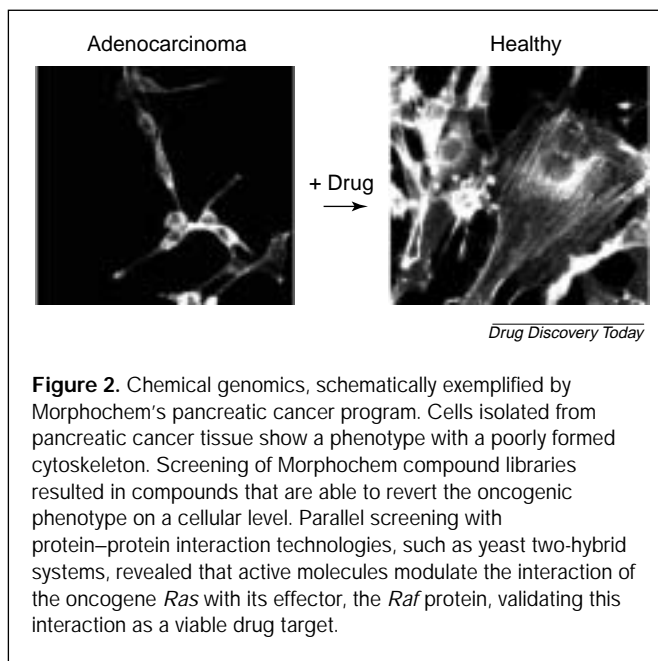 Adenocarcinoma
Healthy
+ Drug
Drug Discovery Today
Figure 2. Chemical genomics, schematically exemplified by
Morphochem's pancreatic cancer program. Cells isolated from
pancreatic cancer tissue show a phenotype with a poorly formed
cytoskeleton. Screening of Morphochem compound libraries
resulted in compounds that are able to revert the oncogenic
phenotype on a cellular level. Parallel screening with
protein–protein interaction technologies, such as yeast two-hybrid
systems, revealed that active molecules modulate the interaction of
the oncogene Ras with its effector, the Raf protein, validating this
interaction as a viable drug target.